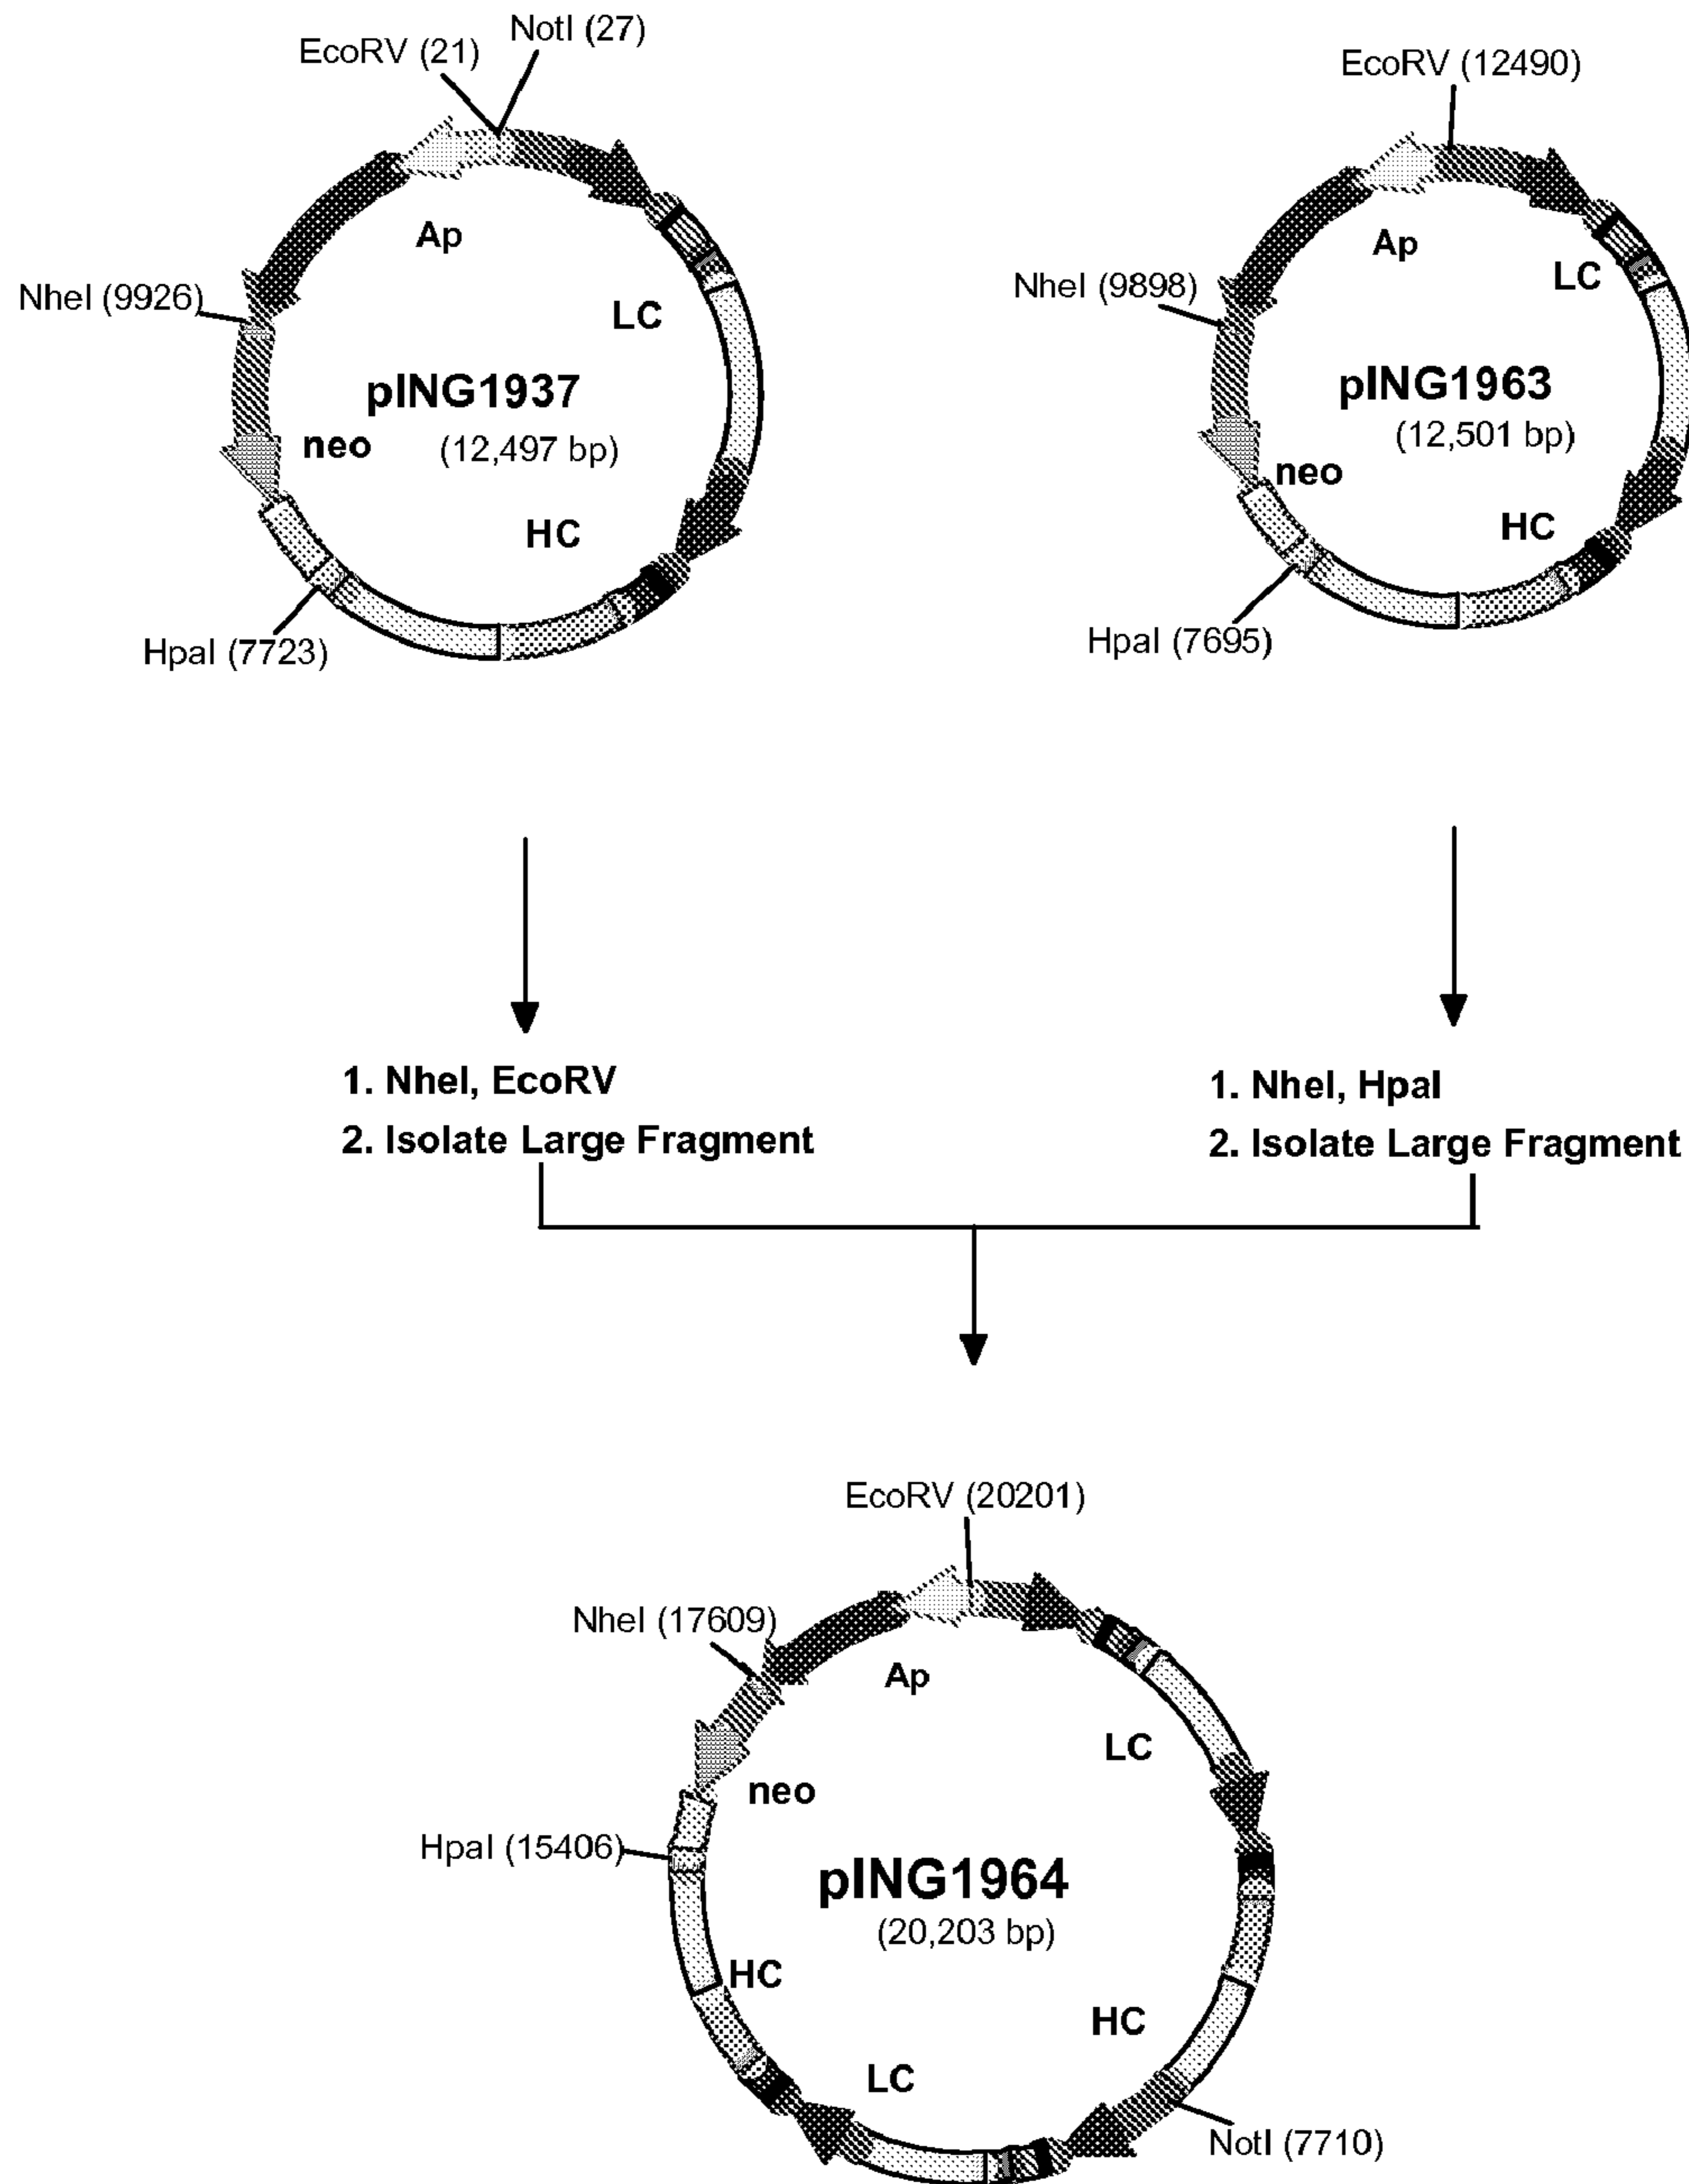 EcoRV (21)
NotI (27)
NheI (9926)
Ap
LC
pING1937
(12,497 bp)
neo
HC
HpaI (7723)
EcoRV (12490)
NheI (9898)
Ap
LC
pING1963
(12,501 bp)
neo
HC
HpaI (7695)
1. NheI, EcoRV
2. Isolate Large Fragment
1. NheI, HpaI
2. Isolate Large Fragment
EcoRV (20201)
NheI (17609)
Ap
LC
neo
HpaI (15406)
pING1964
(20,203 bp)
HC
HC
LC
NotI (7710)